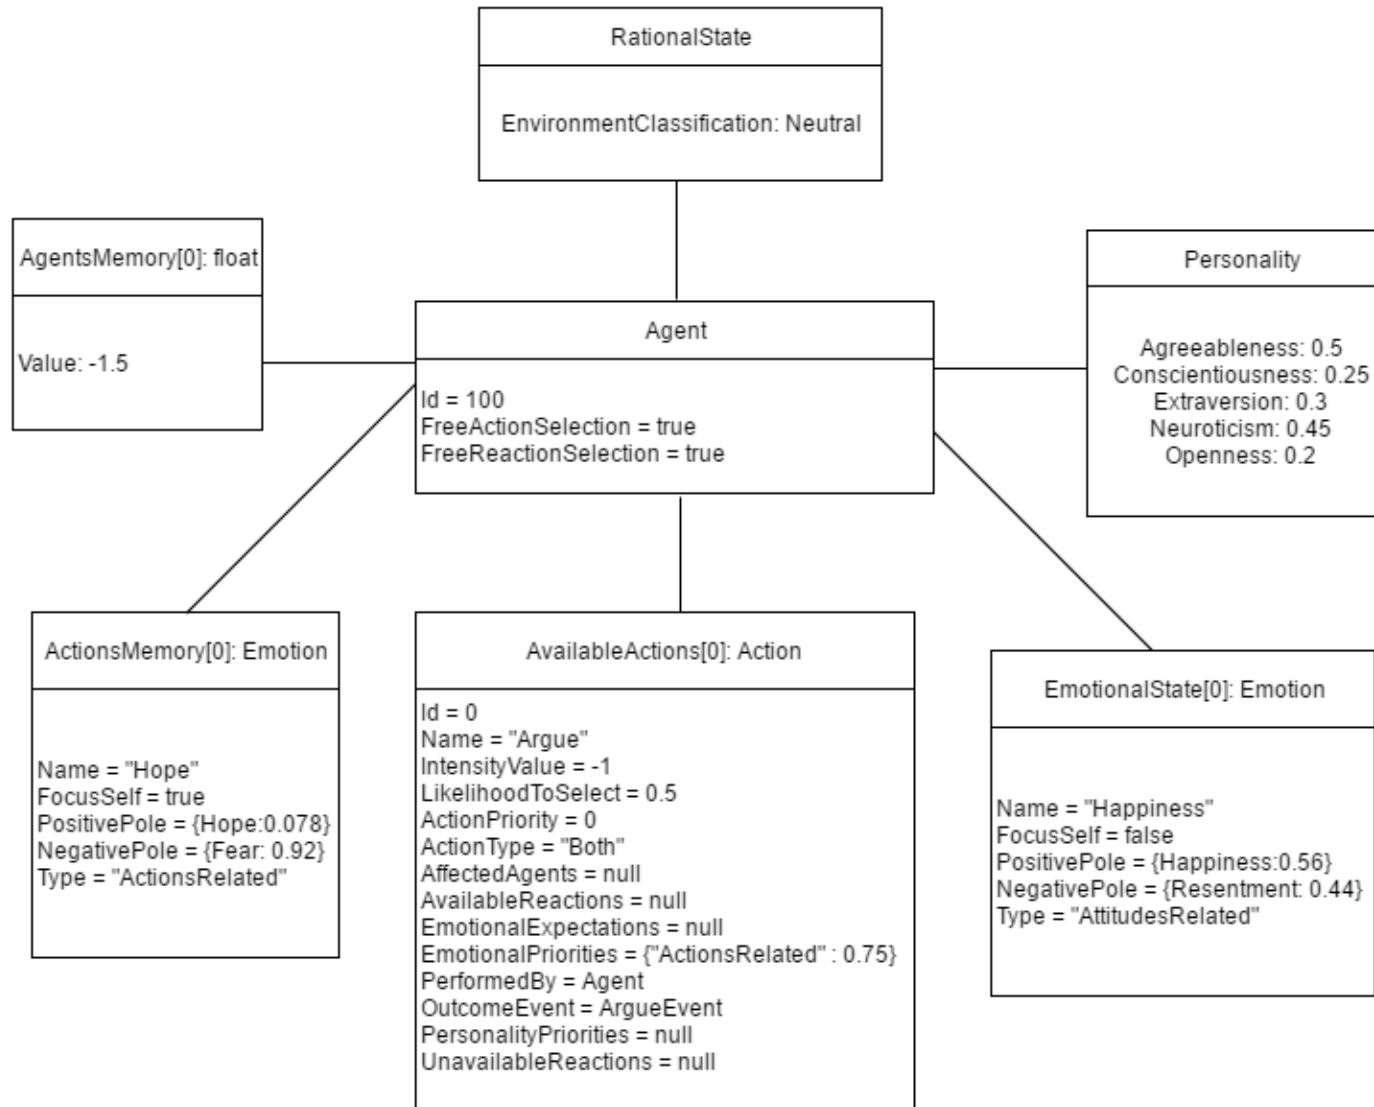 RationalState
EnvironmentClassification: Neutral
AgentsMemory[0]: float
Value: -1.5
Agent
Id = 100
FreeActionSelection = true
FreeReactionSelection = true
Personality
Agreeableness: 0.5
Conscientiousness: 0.25
Extraversion: 0.3
Neuroticism: 0.45
Openness: 0.2
ActionsMemory[0]: Emotion
Name = "Hope"
FocusSelf = true
PositivePole = {Hope:0.078}
NegativePole = {Fear: 0.92}
Type = "ActionsRelated"
AvailableActions[0]: Action
Id = 0
Name = "Argue"
IntensityValue = -1
LikelihoodToSelect = 0.5
ActionPriority = 0
ActionType = "Both"
AffectedAgents = null
AvailableReactions = null
EmotionalExpectations = null
EmotionalPriorities = {"ActionsRelated" : 0.75}
PerformedBy = Agent
OutcomeEvent = ArgueEvent
PersonalityPriorities = null
UnavailableReactions = null
EmotionalState[0]: Emotion
Name = "Happiness"
FocusSelf = false
PositivePole = {Happiness:0.56}
NegativePole = {Resentment: 0.44}
Type = "AttitudesRelated"